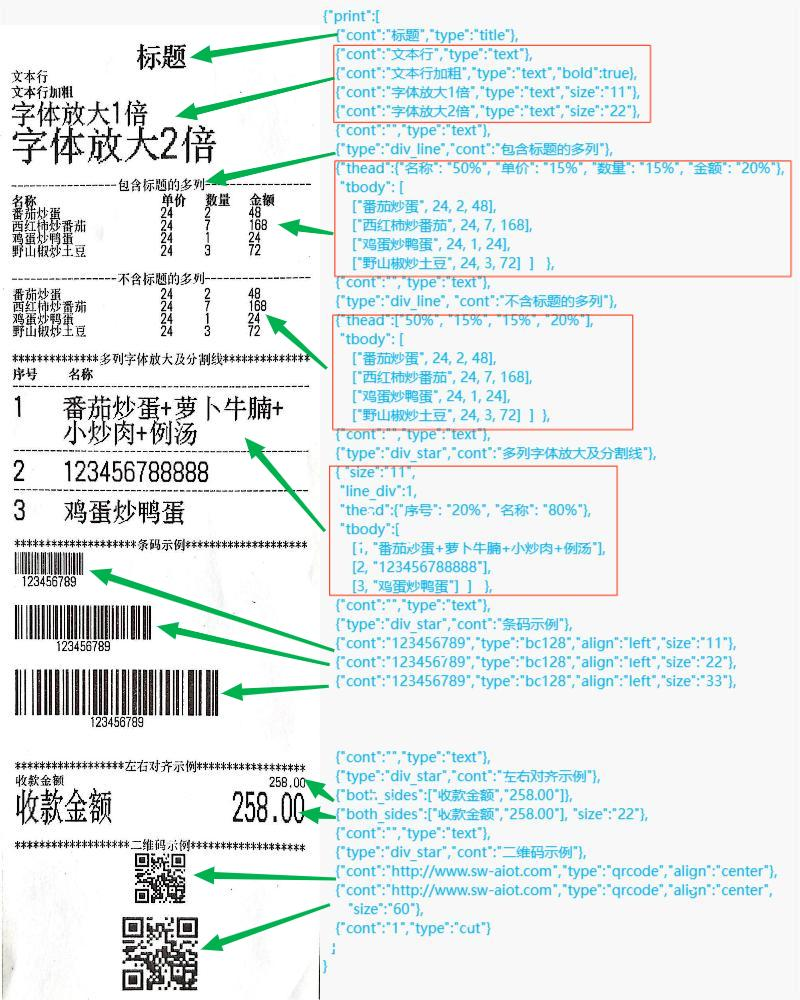 标题
文本行
文本行加粗
字体放大1倍
字体放大2倍
------------------包含标题的多列------------------
名称 单价 数量 金额
番茄炒蛋 24 2 48
西红柿炒番茄 24 7 168
鸡蛋炒鸭蛋 24 1 24
野山椒炒土豆 24 3 72
------------------不含标题的多列------------------
番茄炒蛋 24 2 48
西红柿炒番茄 24 7 168
鸡蛋炒鸭蛋 24 1 24
野山椒炒土豆 24 3 72
**************多列字体放大及分割线**************
序号 名称
1 番茄炒蛋+萝卜牛腩+
小炒肉+例汤
2 123456788888
3 鸡蛋炒鸭蛋
********************条码示例********************
123456789
123456789
123456789
******************左右对齐示例******************
收款金额 258.00
收款金额 258.00
*******************二维码示例*******************
{"print":[
{"cont":"标题","type":"title"},
{"cont":"文本行","type":"text"},
{"cont":"文本行加粗","type":"text","bold":true},
{"cont":"字体放大1倍","type":"text","size":"11"},
{"cont":"字体放大2倍","type":"text","size":"22"},
{"cont":"","type":"text"},
{"type":"div_line","cont":"包含标题的多列"},
{"thead":{"名称": "50%", "单价": "15%", "数量": "15%", "金额": "20%"},
"tbody": [
["番茄炒蛋", 24, 2, 48],
["西红柿炒番茄", 24, 7, 168],
["鸡蛋炒鸭蛋", 24, 1, 24],
["野山椒炒土豆", 24, 3, 72] ] },
{"cont":"","type":"text"},
{"type":"div_line", "cont":"不含标题的多列"},
{"thead":["50%", "15%", "15%", "20%"],
"tbody": [
["番茄炒蛋", 24, 2, 48],
["西红柿炒番茄", 24, 7, 168],
["鸡蛋炒鸭蛋", 24, 1, 24],
["野山椒炒土豆", 24, 3, 72] ] },
{"cont":"","type":"text"},
{"type":"div_star","cont":"多列字体放大及分割线"},
{ "size":"11",
"line_div":1,
"thead":{"序号": "20%", "名称": "80%"},
"tbody":[
[1, "番茄炒蛋+萝卜牛腩+小炒肉+例汤"],
[2, "123456788888"],
[3, "鸡蛋炒鸭蛋"] ] },
{"cont":"","type":"text"},
{"type":"div_star","cont":"条码示例"},
{"cont":"123456789","type":"bc128","align":"left","size":"11"},
{"cont":"123456789","type":"bc128","align":"left","size":"22"},
{"cont":"123456789","type":"bc128","align":"left","size":"33"},
{"cont":"","type":"text"},
{"type":"div_star","cont":"左右对齐示例"},
{"both_sides":["收款金额","258.00"]},
{"both_sides":["收款金额","258.00"], "size":"22"},
{"cont":"","type":"text"},
{"type":"div_star","cont":"二维码示例"},
{"cont":"http://www.sw-aiot.com","type":"qrcode","align":"center"},
{"cont":"http://www.sw-aiot.com","type":"qrcode","align":"center",
"size":"60"},
{"cont":"1","type":"cut"}
]
}